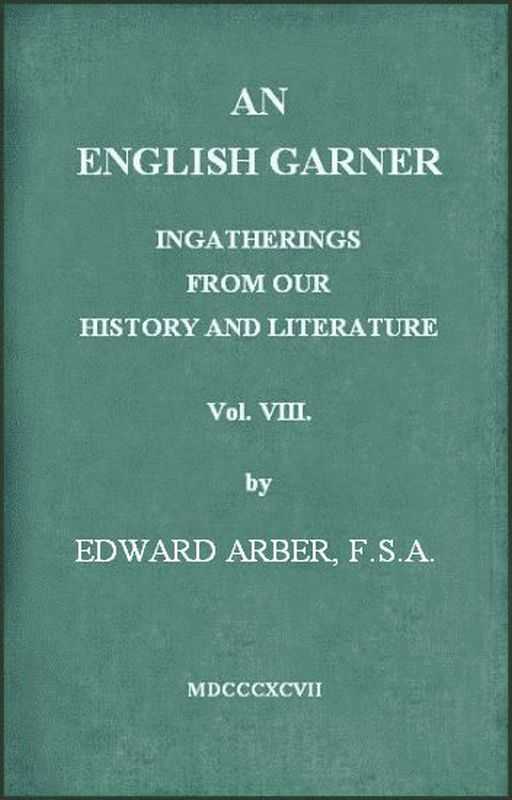 AN
ENGLISH GARNER
INGATHERINGS
FROM OUR
HISTORY AND LITERATURE
Vol. VIII.
by
EDWARD ARBER, F.S.A.
MDCCCXCVII